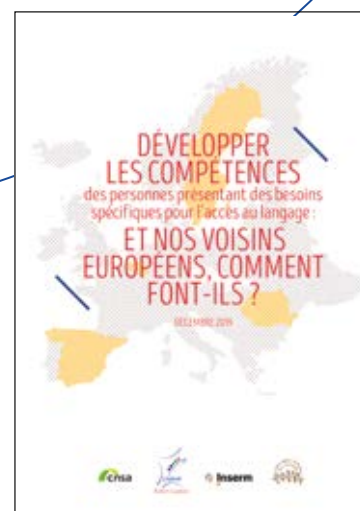 DÉVELOPPER
LES COMPÉTENCES
des personnes présentant des besoins
spécifiques pour l'accès au langage :
ET NOS VOISINS
EUROPÉENS, COMMENT
FONT-ILS ?
DÉCEMBRE 2019
cnsa
Inserm